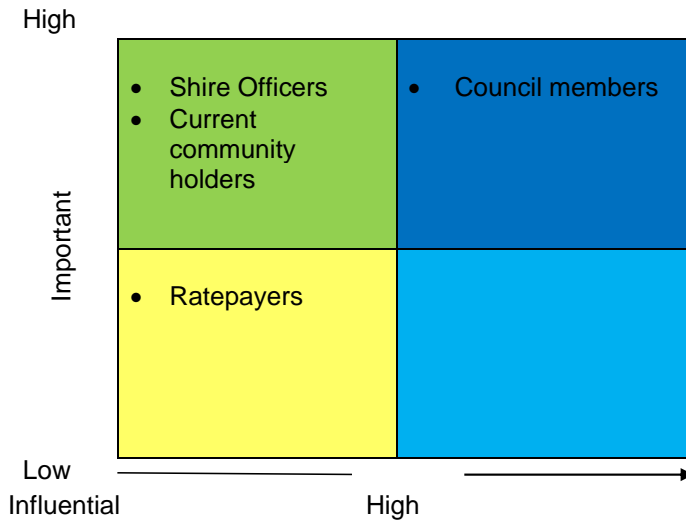 High
• Shire Officers
• Current
community
holders
• Council members
Important
• Ratepayers
Low
Influential High